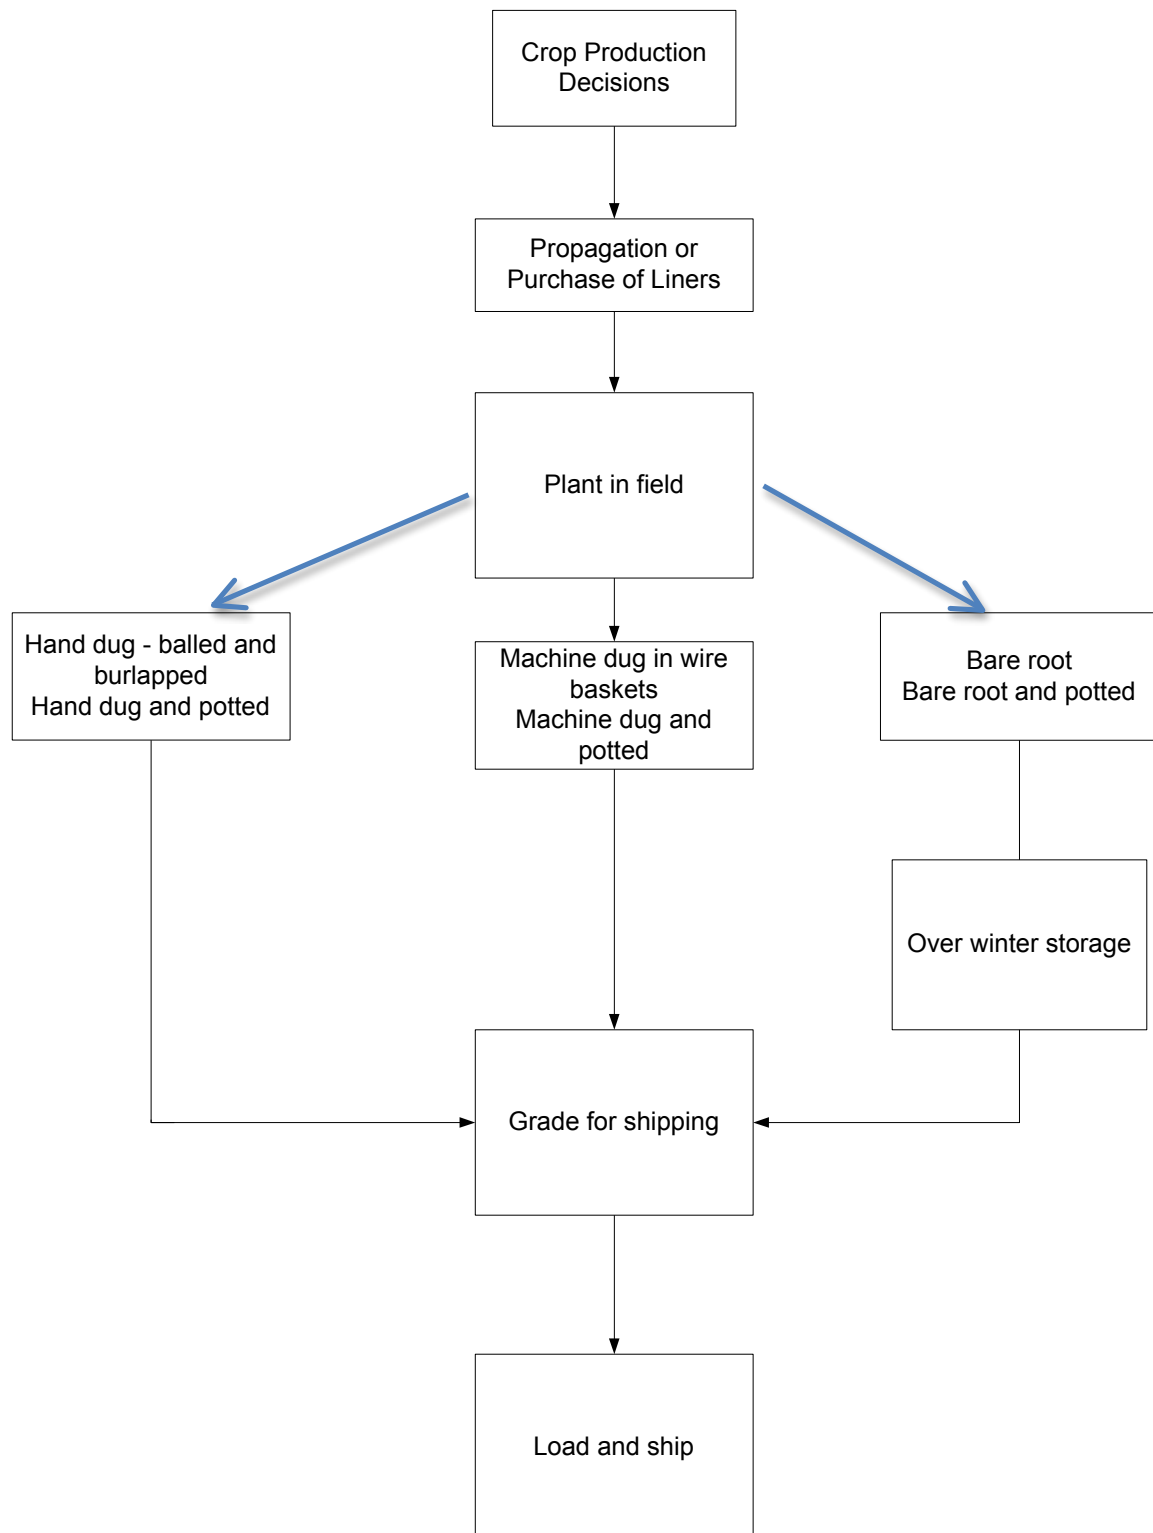 Crop Production
Decisions
Propagation or
Purchase of Liners
Plant in field
Hand dug - balled and
burlapped
Hand dug and potted
Machine dug in wire
baskets
Machine dug and
potted
Bare root
Bare root and potted
Over winter storage
Grade for shipping
Load and ship